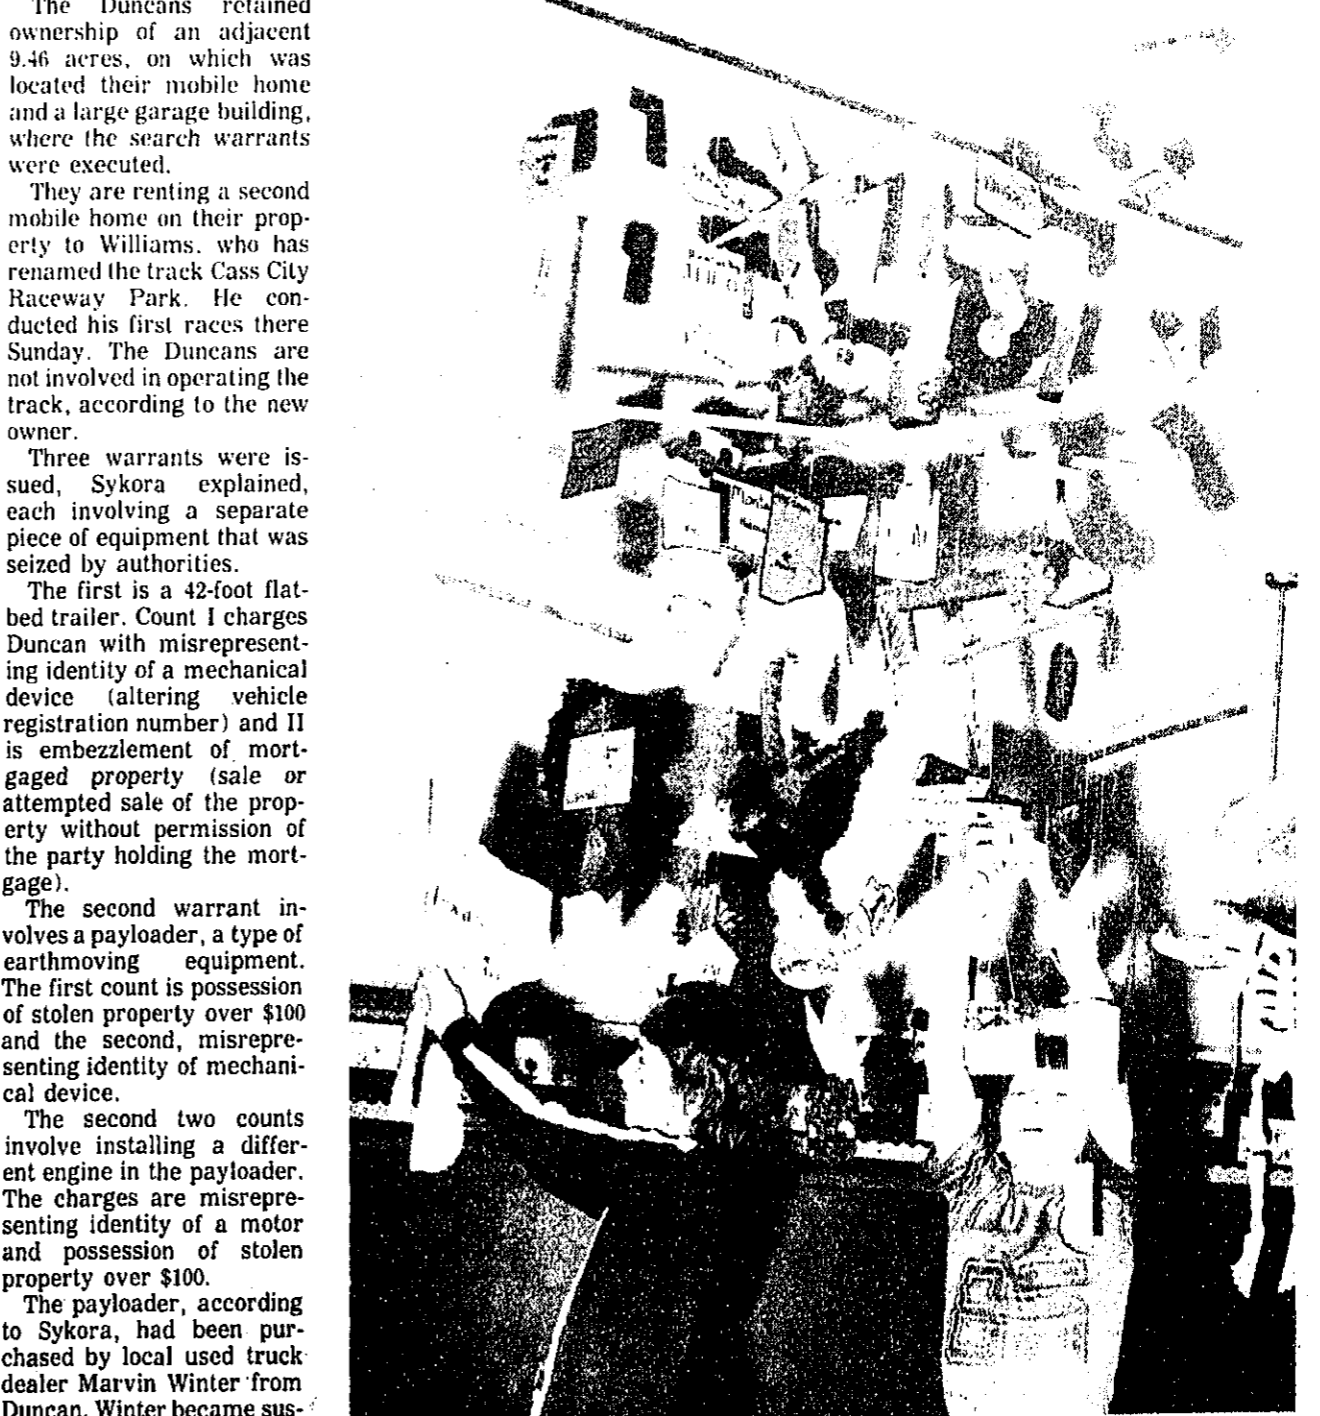 The Duncans retained
ownership of an adjacent
9.46 acres, on which was
located their mobile home
and a large garage building,
where the search warrants
were executed.
They are renting a second
mobile home on their prop-
erty to Williams. who has
renamed the track Cass City
Raceway Park. He con-
ducted his first races there
Sunday. The Duncans are
not involved in operating the
track, according to the new
owner.
Three warrants were is-
sued, Sykora explained,
each involving a separate
piece of equipment that was
seized by authorities.
The first is a 42-foot flat-
bed trailer. Count I charges
Duncan with misrepresent-
ing identity of a mechanical
device (altering vehicle
registration number) and II
is embezzlement of mort-
gaged property (sale or
attempted sale of the prop-
erty without permission of
the party holding the mort-
gage).
The second warrant in-
volves a payloader, a type of
earthmoving equipment.
The first count is possession
of stolen property over $100
and the second, misrepre-
senting identity of mechani-
cal device.
The second two counts
involve installing a differ-
ent engine in the payloader.
The charges are misrepre-
senting identity of a motor
and possession of stolen
property over $100.
The payloader, according
to Sykora, had been pur-
chased by local used truck
dealer Marvin Winter from
Duncan. Winter became sus-